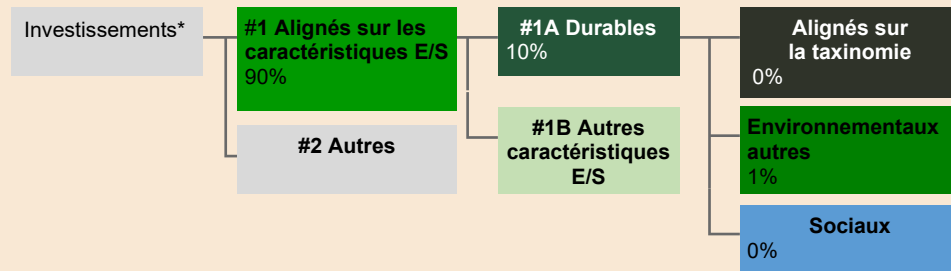 Investissements*
#1 Alignés sur les
caractéristiques E/S
90%
#2 Autres
#1A Durables
10%
#1B Autres
caractéristiques
E/S
Alignés sur
la taxinomie
0%
Environnementaux
autres
1%
Sociaux
0%